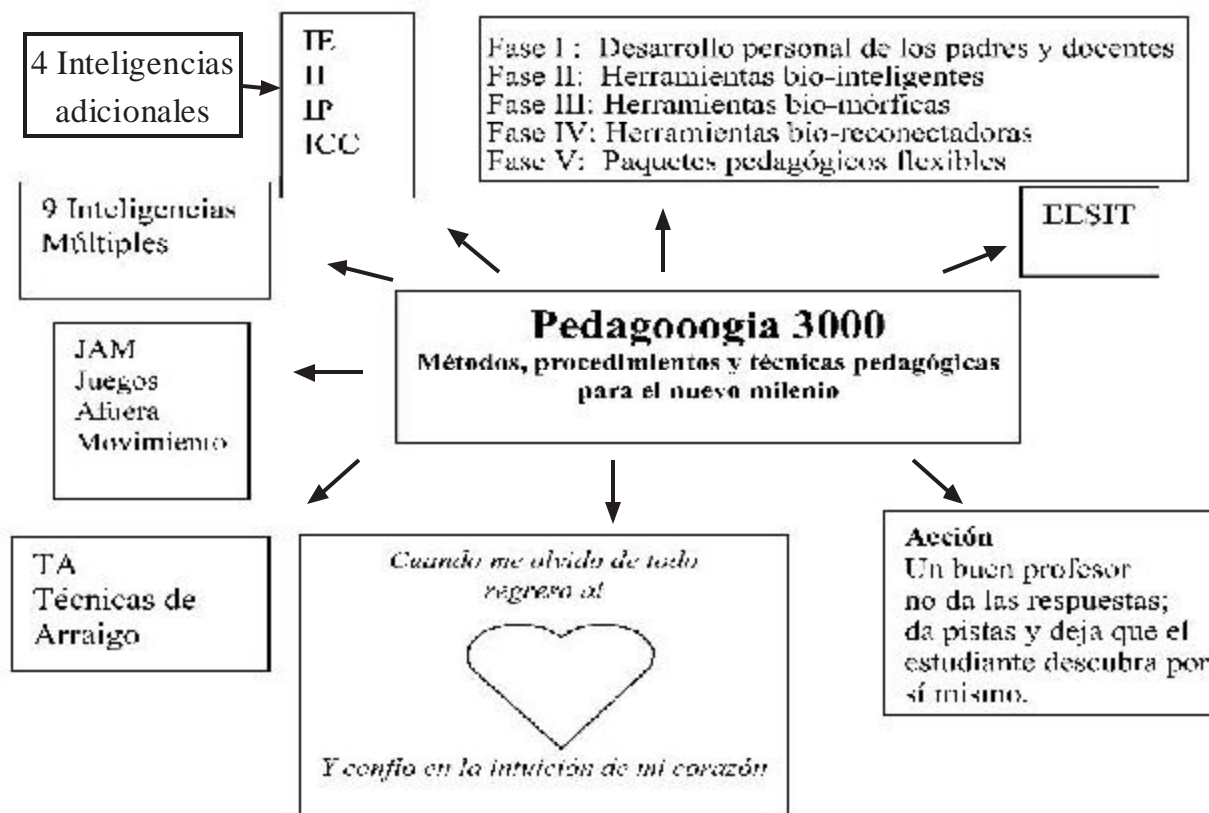 4 Inteligencias
adicionales
IE
II
IP
ICC
Fase I : Desarrollo personal de los padres y docentes
Fase II: Herramientas bio-inteligentes
Fase III: Herramientas bio-mórficas
Fase IV: Herramientas bio-reconectadoras
Fase V: Paquetes pedagógicos flexibles
9 Inteligencias
Múltiples
EESIT
Pedagooogia 3000
Métodos, procedimientos y técnicas pedagógicas
para el nuevo milenio
JAM
Juegos
Afuera
Movimiento
TA
Técnicas de
Arraigo
Cuando me olvido de todo
regreso al
Y confío en la intuición de mi corazón
Acción
Un buen profesor
no da las respuestas;
da pistas y deja que el
estudiante descubra por
sí mismo.